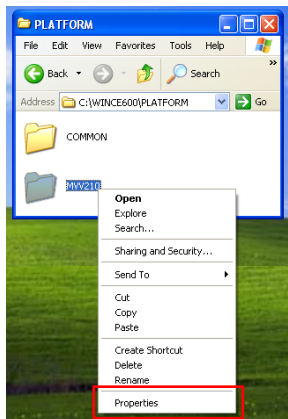 PLATFORM
File Edit View Favorites Tools Help
Back Search
Address C:\WINCE600\PLATFORM Go
COMMON
MVV210
Open
Explore
Search...
Sharing and Security...
Send To
Cut
Copy
Paste
Create Shortcut
Delete
Rename
Properties